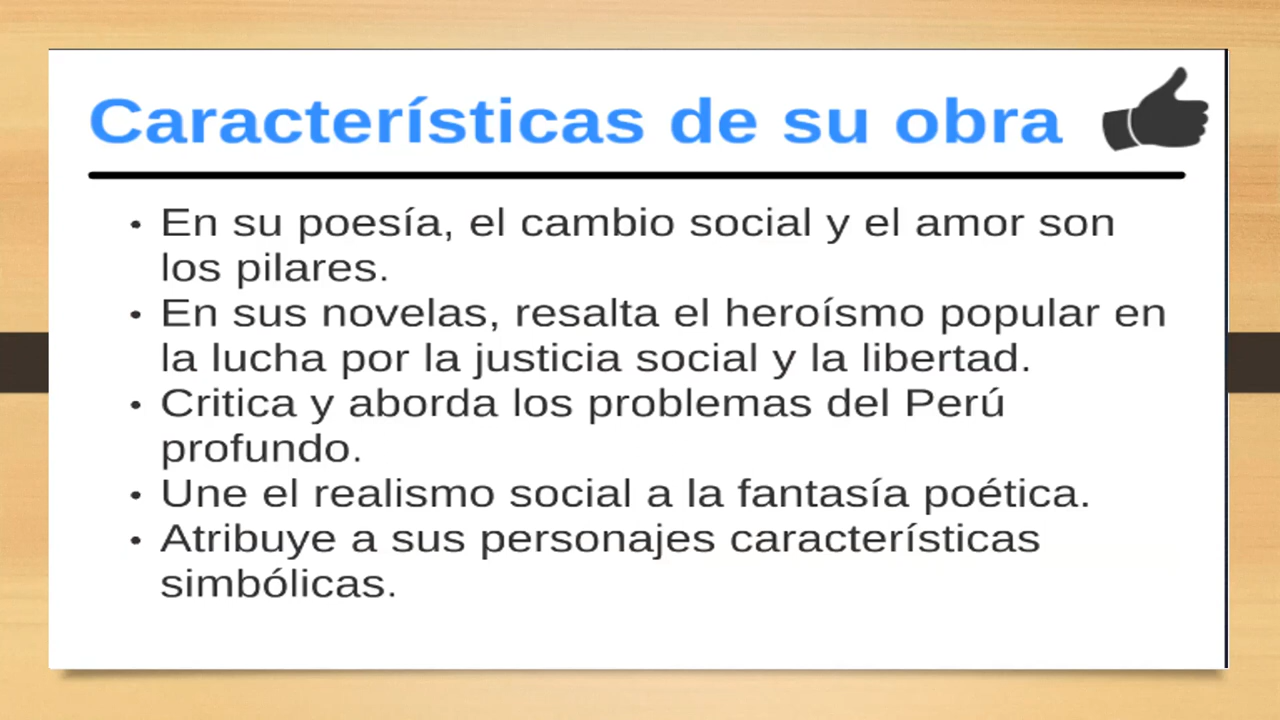 Características de su obra
• En su poesía, el cambio social y el amor son
los pilares.
• En sus novelas, resalta el heroísmo popular en
la lucha por la justicia social y la libertad.
• Critica y aborda los problemas del Perú
profundo.
• Une el realismo social a la fantasía poética.
• Atribuye a sus personajes características
simbólicas.